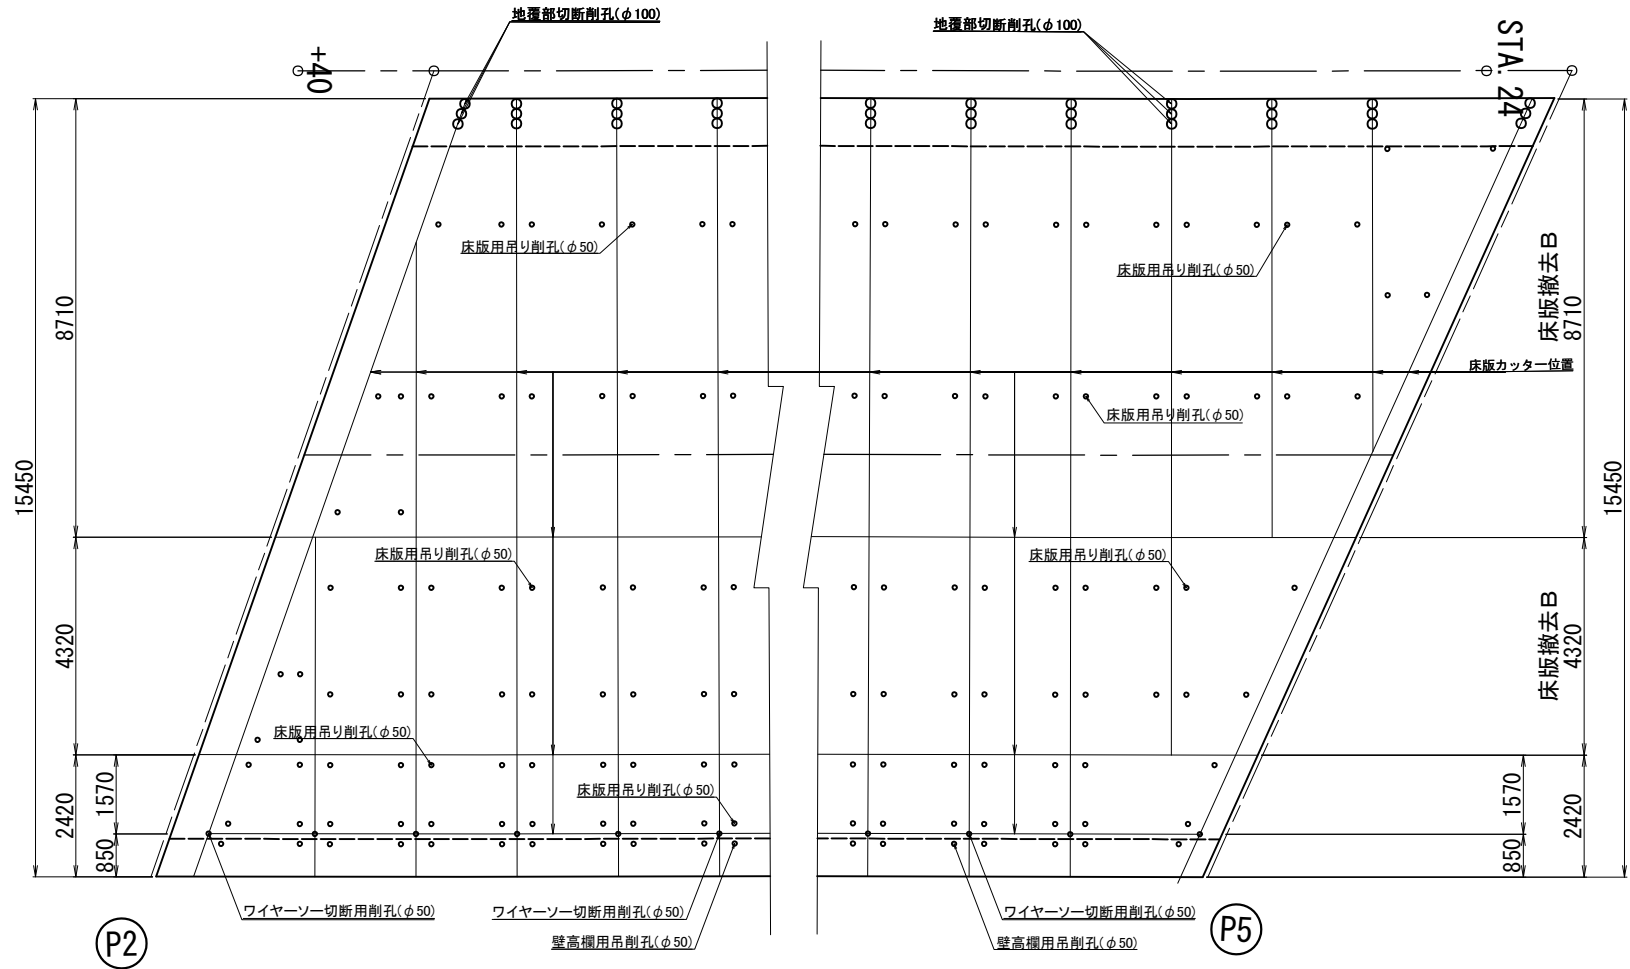 地覆部切断削孔(φ100)
地覆部切断削孔(φ100)
+40
STA. 24
床版用吊り削孔(φ50)
床版用吊り削孔(φ50)
8710
床版撤去B
8710
床版カッター位置
床版用吊り削孔(φ50)
15450
15450
床版用吊り削孔(φ50)
床版用吊り削孔(φ50)
4320
床版撤去B
4320
床版用吊り削孔(φ50)
床版用吊り削孔(φ50)
2420
1570
850
1570
850
2420
ワイヤーソー切断用削孔(φ50)
ワイヤーソー切断用削孔(φ50)
ワイヤーソー切断用削孔(φ50)
壁高欄用吊削孔(φ50)
壁高欄用吊削孔(φ50)
P2
P5